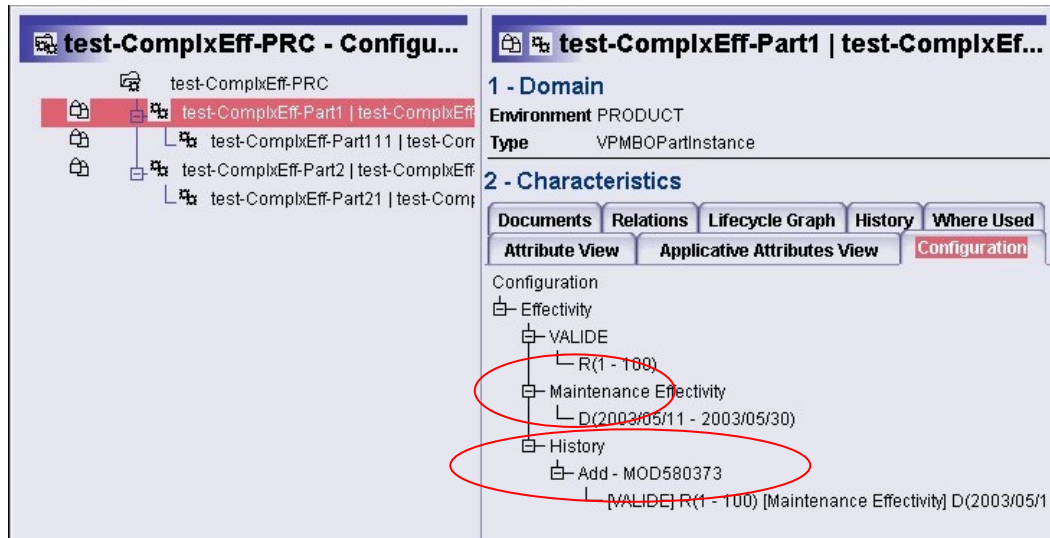 test-ComplxEff-PRC - Configu...
test-ComplxEff-PRC
test-ComplxEff-Part1 | test-ComplxEff
test-ComplxEff-Part111 | test-Com
test-ComplxEff-Part2 | test-ComplxEff
test-ComplxEff-Part21 | test-Comp
test-ComplxEff-Part1 | test-ComplxEf...
1 - Domain
Environment PRODUCT
Type VPMBOPartInstance
2 - Characteristics
Documents Relations Lifecycle Graph History Where Used
Attribute View Applicative Attributes View Configuration
Configuration
Effectivity
VALIDE
R(1 - 100)
Maintenance Effectivity
D(2003/05/11 - 2003/05/30)
History
Add - MOD580373
[VALIDE] R(1 - 100) [Maintenance Effectivity] D(2003/05/1